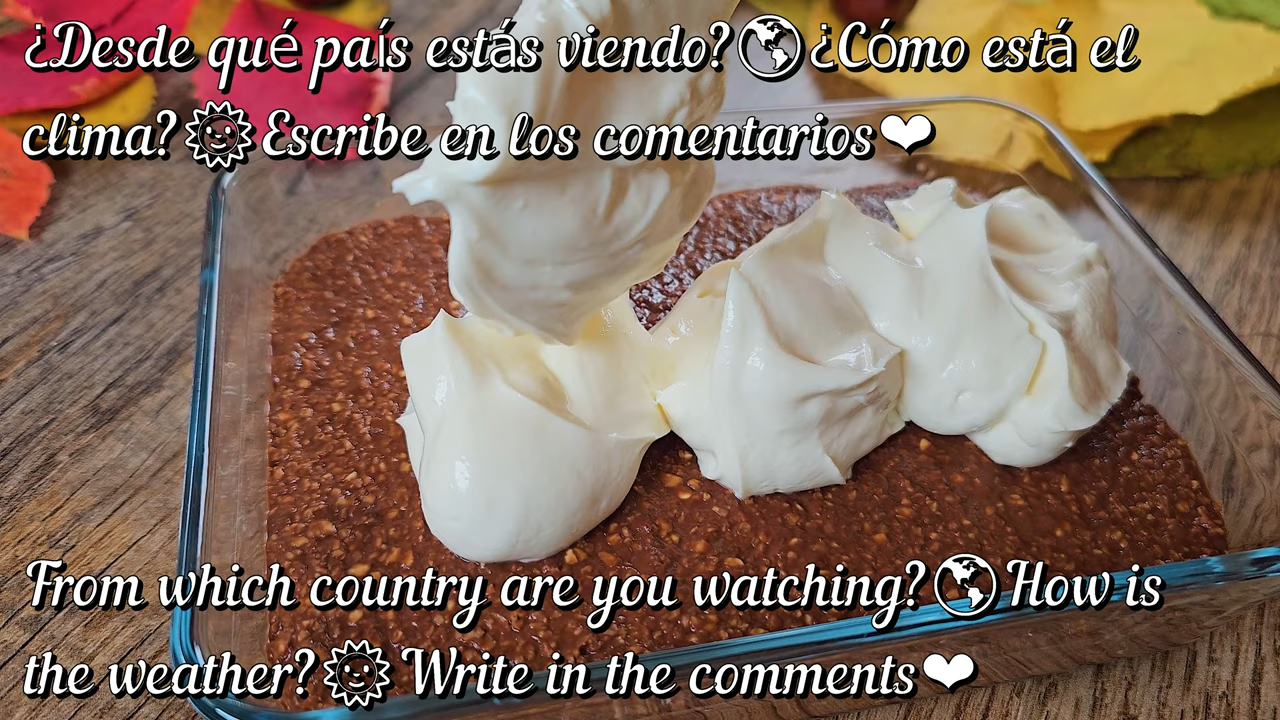 ¿Desde qué país estás viendo?🌎¿Cómo está el
clima?🌞Escribe en los comentarios❤
From which country are you watching?🌎How is
the weather?🌞Write in the comments❤